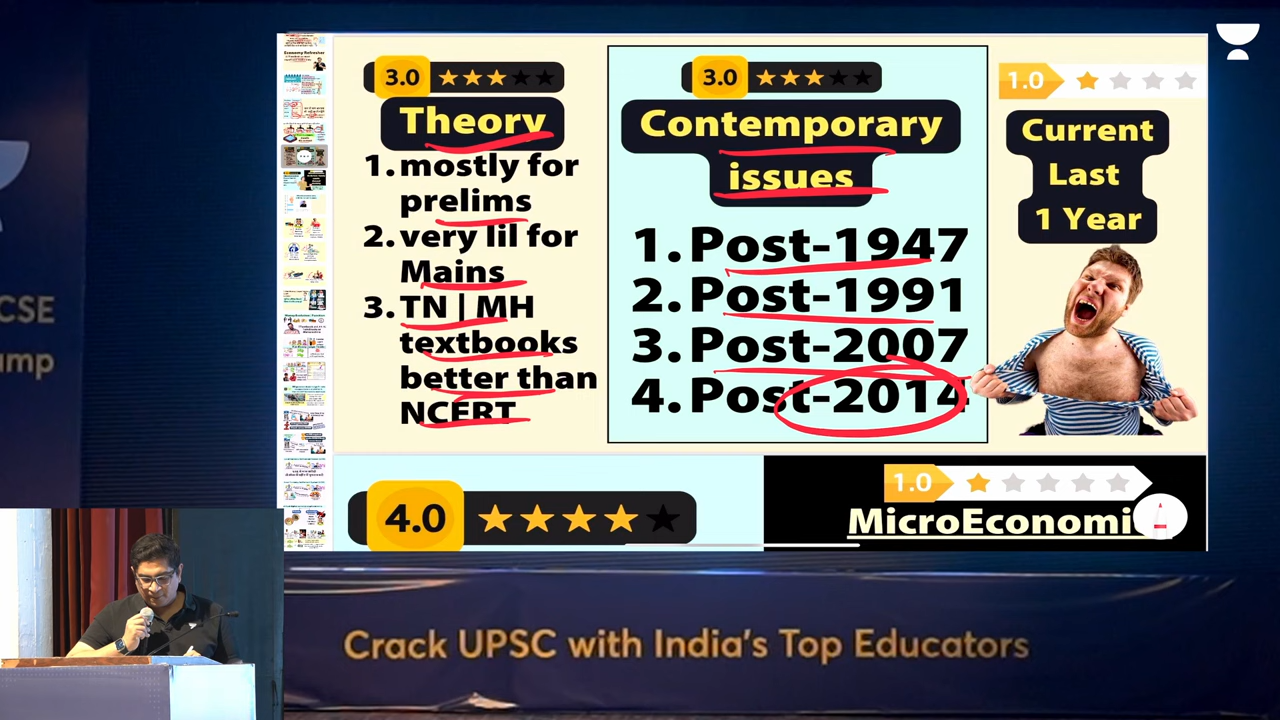 3.0
Theory
1. mostly for
prelims
2. very lil for
Mains
3. TN | MH
textbooks
better than
NCERT
3.0
Contemporary
issues
1. Post-1947
2. Post-1991
3. Post-2007
4. Post-2014
1.0
Current
Last
1 Year
4.0
1.0
MicroEconomi
CSE
mp
Crack UPSC with India's Top Educators